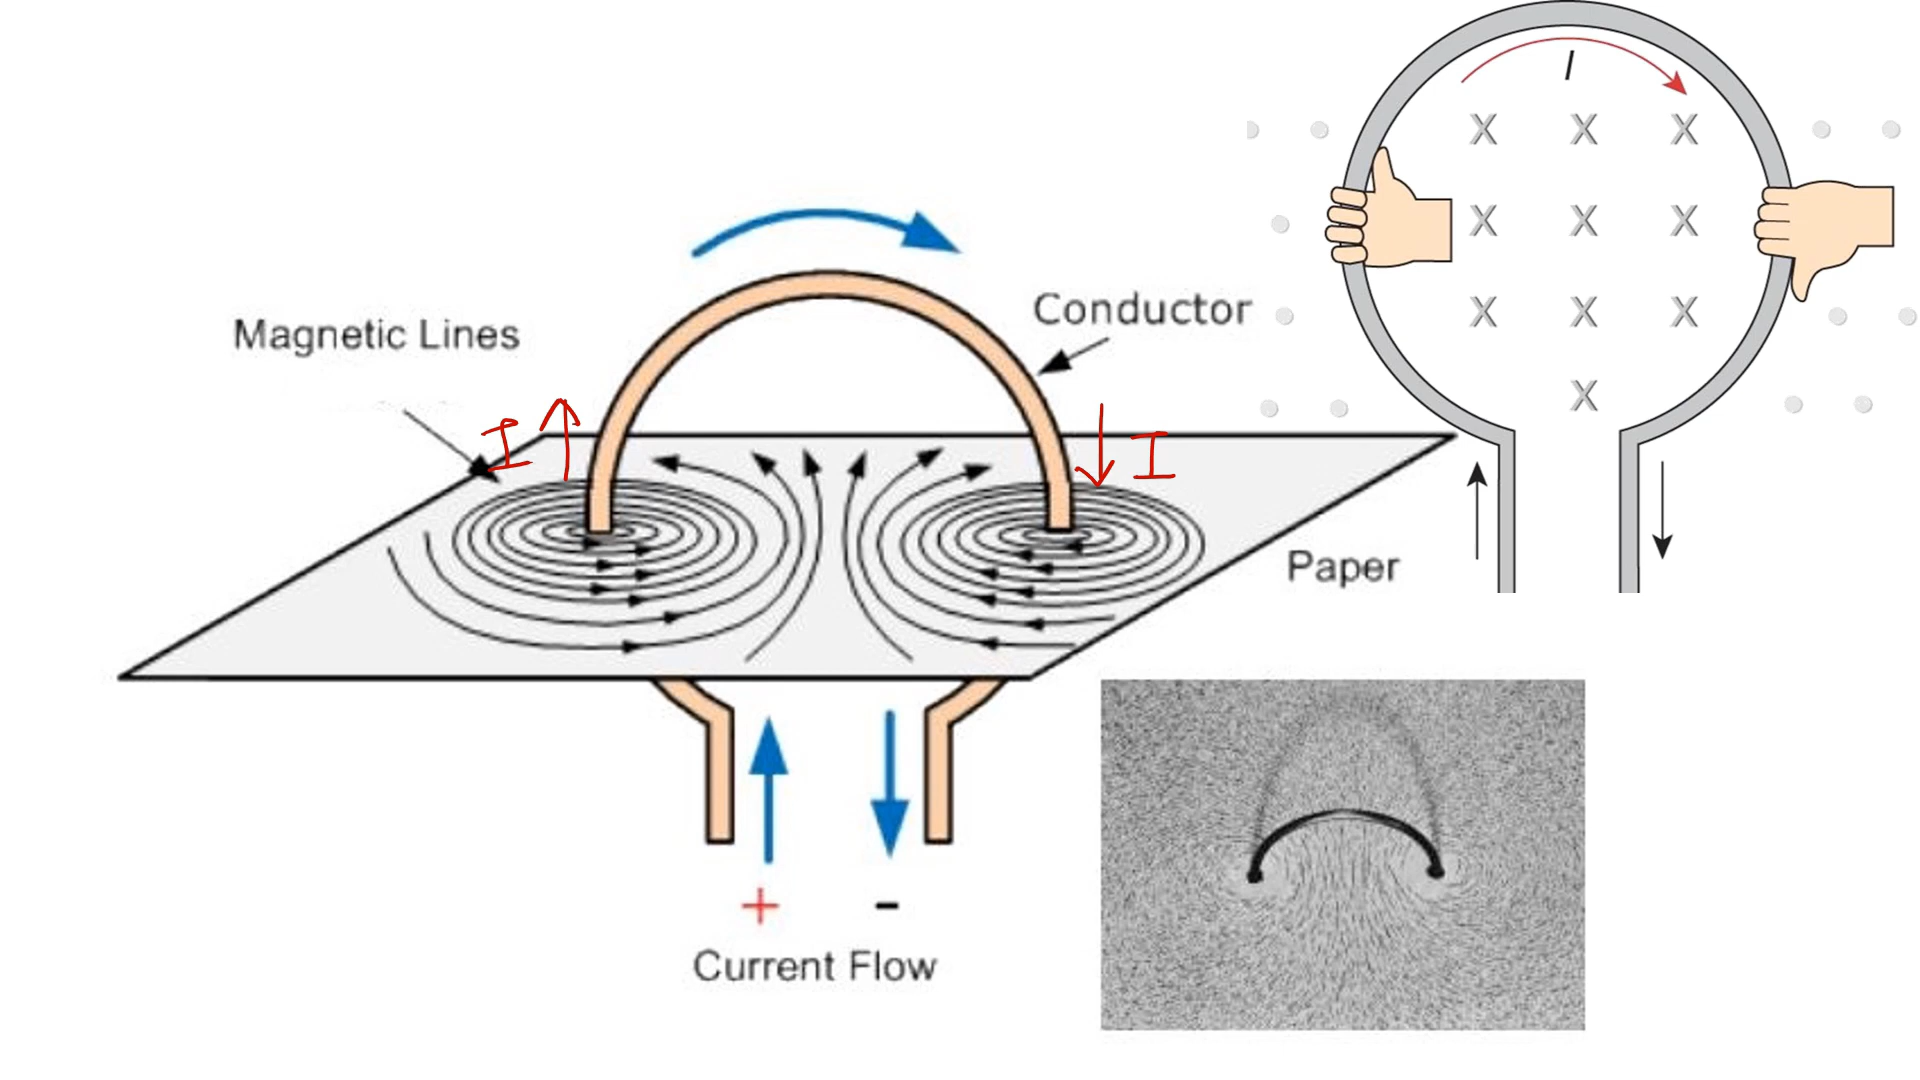 I
X X X
X X X
Magnetic Lines
Conductor
X X X
X
I
I
Paper
+ -
Current Flow